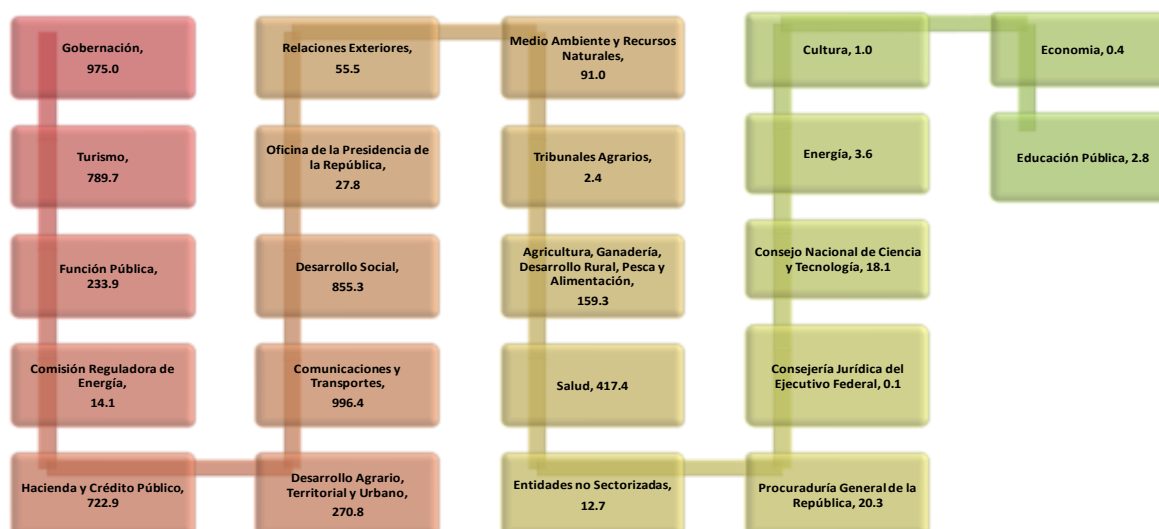 Gobernación,
975.0
Turismo,
789.7
Función Pública,
233.9
Comisión Reguladora de
Energía,
14.1
Hacienda y Crédito Público,
722.9
Desarrollo Agrario,
Territorial y Urbano,
270.8
Comunicaciones y
Transportes,
996.4
Desarrollo Social,
855.3
Oficina de la Presidencia de
la República,
27.8
Relaciones Exteriores,
55.5
Medio Ambiente y Recursos
Naturales,
91.0
Tribunales Agrarios,
2.4
Agricultura, Ganadería,
Desarrollo Rural, Pesca y
Alimentación,
159.3
Salud, 417.4
Entidades no Sectorizadas,
12.7
Procuraduría General de la
República, 20.3
Consejería Jurídica del
Ejecutivo Federal, 0.1
Consejo Nacional de Ciencia
y Tecnología, 18.1
Energía, 3.6
Cultura, 1.0
Economia, 0.4
Educación Pública, 2.8